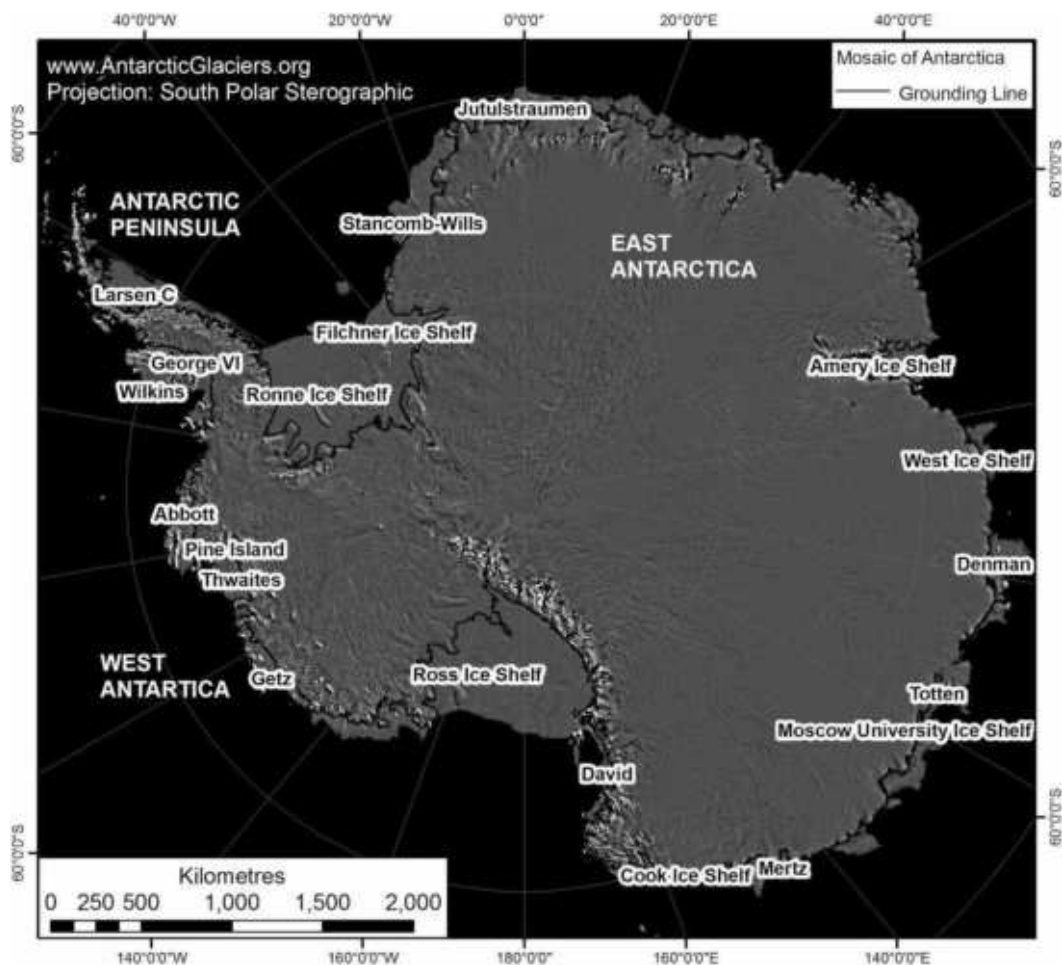 40°0'0"W
20°0'0"W
0°0'0"
20°0'0"E
40°0'0"E
www.AntarcticGlaciers.org
Projection: South Polar Sterographic
Mosaic of Antarctica
Grounding Line
60°0'0"S
60°0'0"S
Jutulstraumen
ANTARCTIC
PENINSULA
Stancomb-Wills
EAST
ANTARCTICA
Larsen C
Filchner Ice Shelf
George VI
Amery Ice Shelf
Wilkins
Ronne Ice Shelf
West Ice Shelf
Abbott
Pine Island
Denman
Thwaites
WEST
ANTARTICA
Getz
Ross Ice Shelf
Totten
Moscow University Ice Shelf
David
60°0'0"S
60°0'0"S
Cook Ice Shelf
Mertz
Kilometres
0 250 500 1,000 1,500 2,000
140°0'0"W
160°0'0"W
180°0'0"
160°0'0"E
140°0'0"E